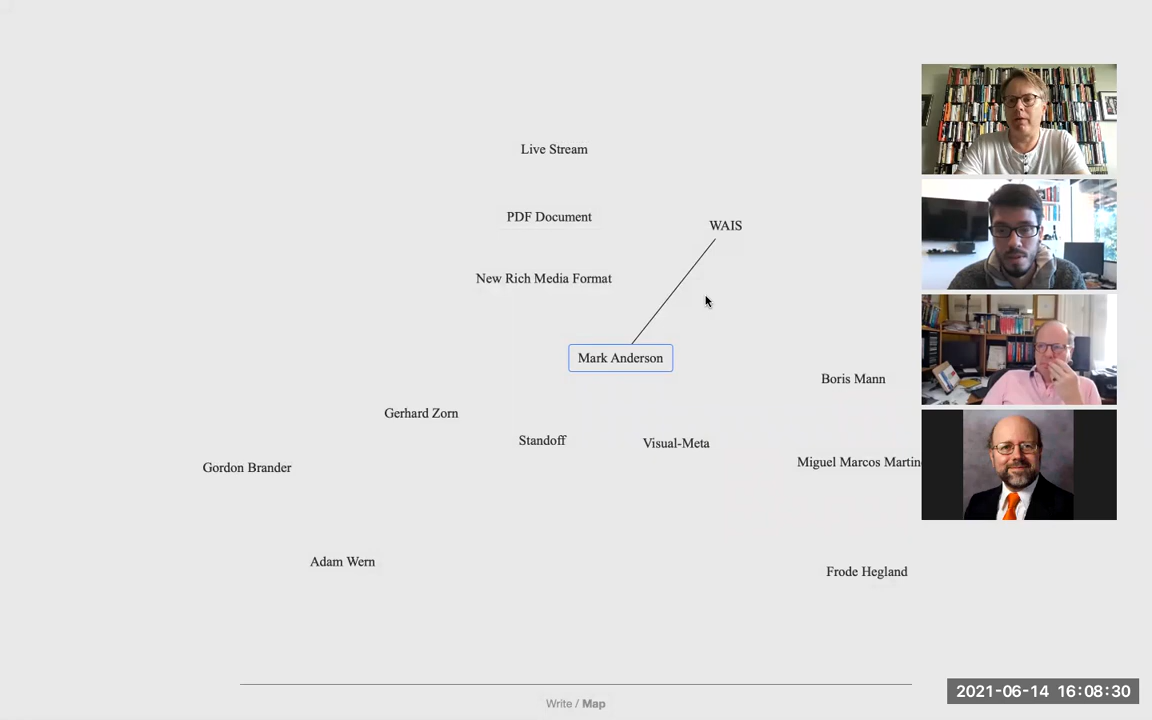 Live Stream
PDF Document
WAIS
New Rich Media Format
Mark Anderson
Boris Mann
Gerhard Zorn
Standoff
Visual-Meta
Miguel Marcos Martin
Gordon Brander
Adam Wern
Frode Hegland
Write / Map
2021-06-14 16:08:30